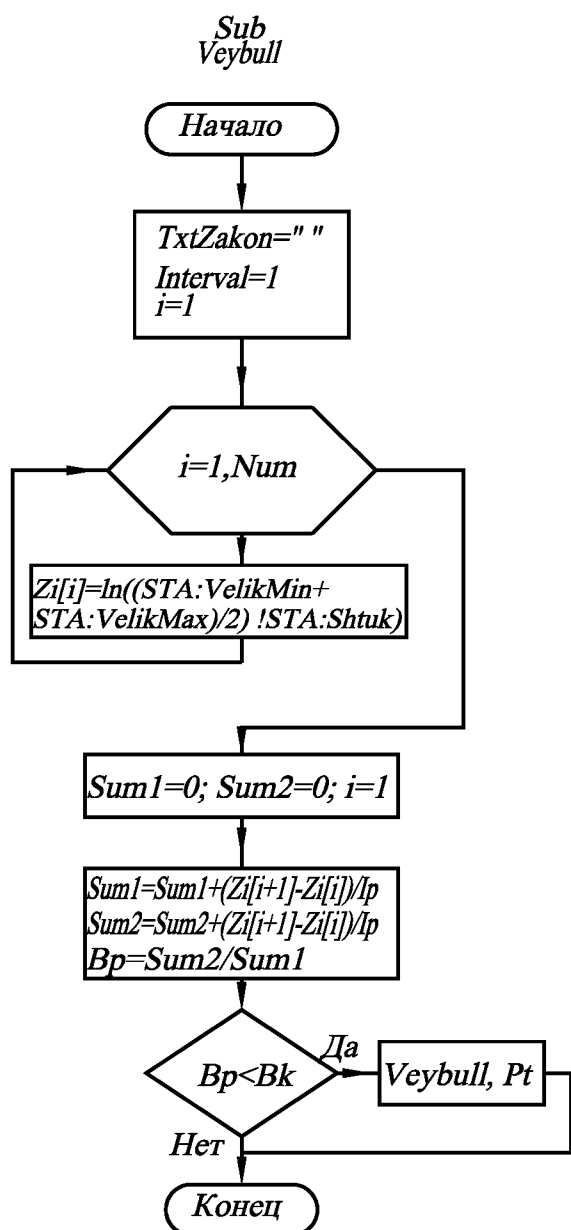 Sub
Veybull
Начало
TxtZakon=" "
Interval=1
i=1
i=1,Num
Zi[i]=ln((STA:VelikMin+
STA:VelikMax)/2) !STA:Shtuk)
Sum1=0; Sum2=0; i=1
Sum1=Sum1+(Zi[i+1]-Zi[i])/Ip
Sum2=Sum2+(Zi[i+1]-Zi[i])/Ip
Bp=Sum2/Sum1
Bp<Bk
Да
Veybull, Pt
Нет
Конец